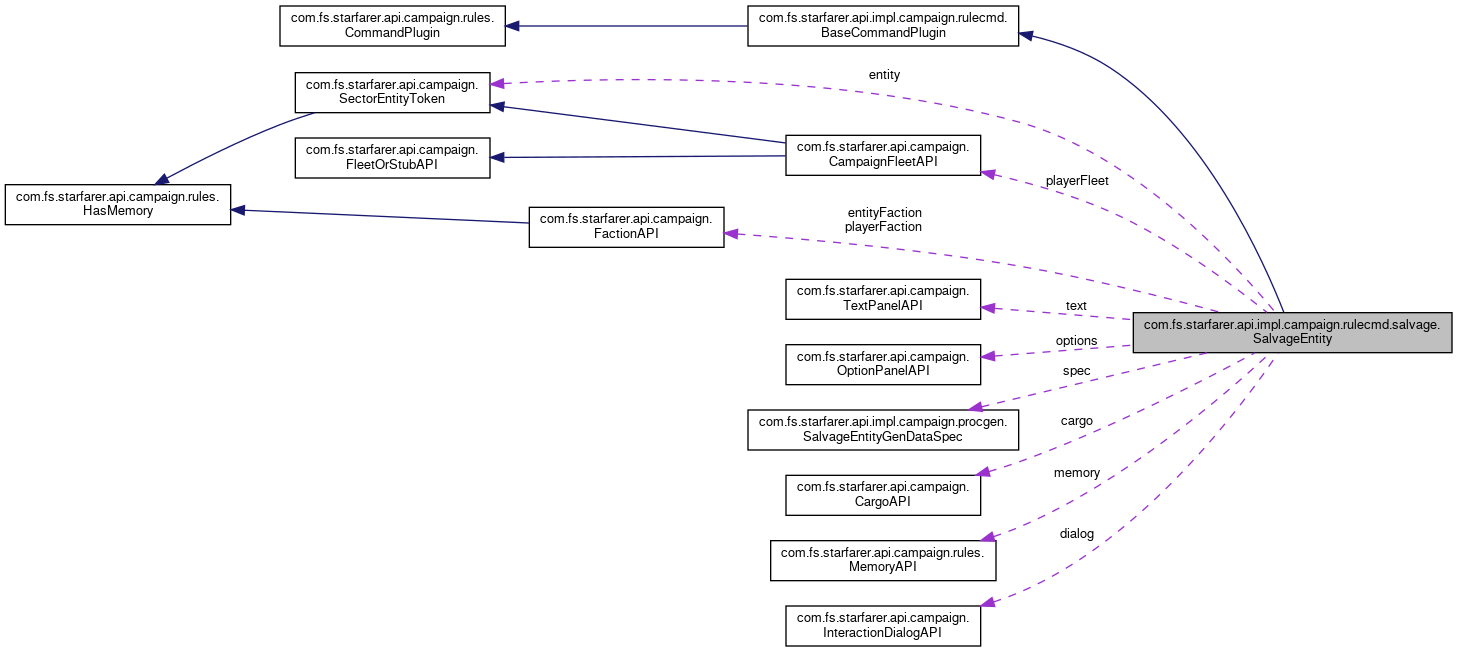 com.fs.starfarer.api.campaign.rules.
CommandPlugin
com.fs.starfarer.api.impl.campaign.rulecmd.
BaseCommandPlugin
com.fs.starfarer.api.campaign.
SectorEntityToken
entity
com.fs.starfarer.api.campaign.
FleetOrStubAPI
com.fs.starfarer.api.campaign.
CampaignFleetAPI
playerFleet
com.fs.starfarer.api.campaign.rules.
HasMemory
com.fs.starfarer.api.campaign.
FactionAPI
entityFaction
playerFaction
com.fs.starfarer.api.campaign.
TextPanelAPI
text
com.fs.starfarer.api.impl.campaign.rulecmd.salvage.
SalvageEntity
com.fs.starfarer.api.campaign.
OptionPanelAPI
options
spec
com.fs.starfarer.api.impl.campaign.procgen.
SalvageEntityGenDataSpec
cargo
com.fs.starfarer.api.campaign.
CargoAPI
memory
com.fs.starfarer.api.campaign.rules.
MemoryAPI
dialog
com.fs.starfarer.api.campaign.
InteractionDialogAPI